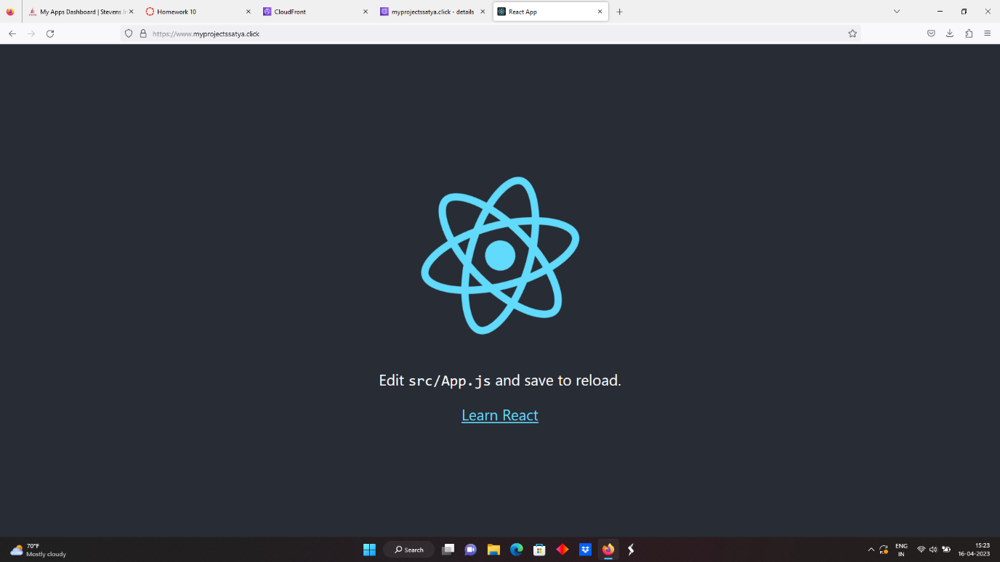 My Apps Dashboard | Stevens In
Homework 10
CloudFront
myprojectssatya.click - details
React App
https://www.myprojectssatya.click
Edit src/App.js and save to reload.
Learn React
70°F
Mostly cloudy
Search
ENG
IN
15:23
16-04-2023